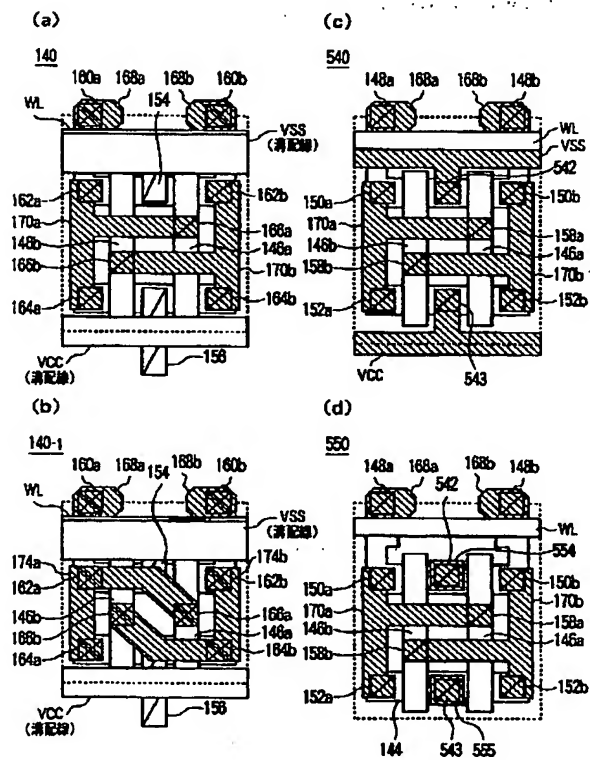 (a)
140
160a 168a 168b 160b
154
WL
VSS
(溝配線)
162a
162b
170a
168a
148b
146a
166b
170b
164a
164b
VCC
(溝配線)
156
(c)
540
148a 168a 168b 148b
WL
VSS
542
150a
150b
170a
158a
146b
146a
158b
170b
152a
152b
VCC
543
(b)
140-1
160a 168a 168b 160b
154
WL
VSS
(溝配線)
174a
174b
162a
162b
146b
166a
166b
146a
164a
164b
VCC
(溝配線)
156
(d)
550
148a 168a 168b 148b
542
WL
554
150a
150b
170a
170b
146b
158a
158b
146a
152a
152b
144
543
555